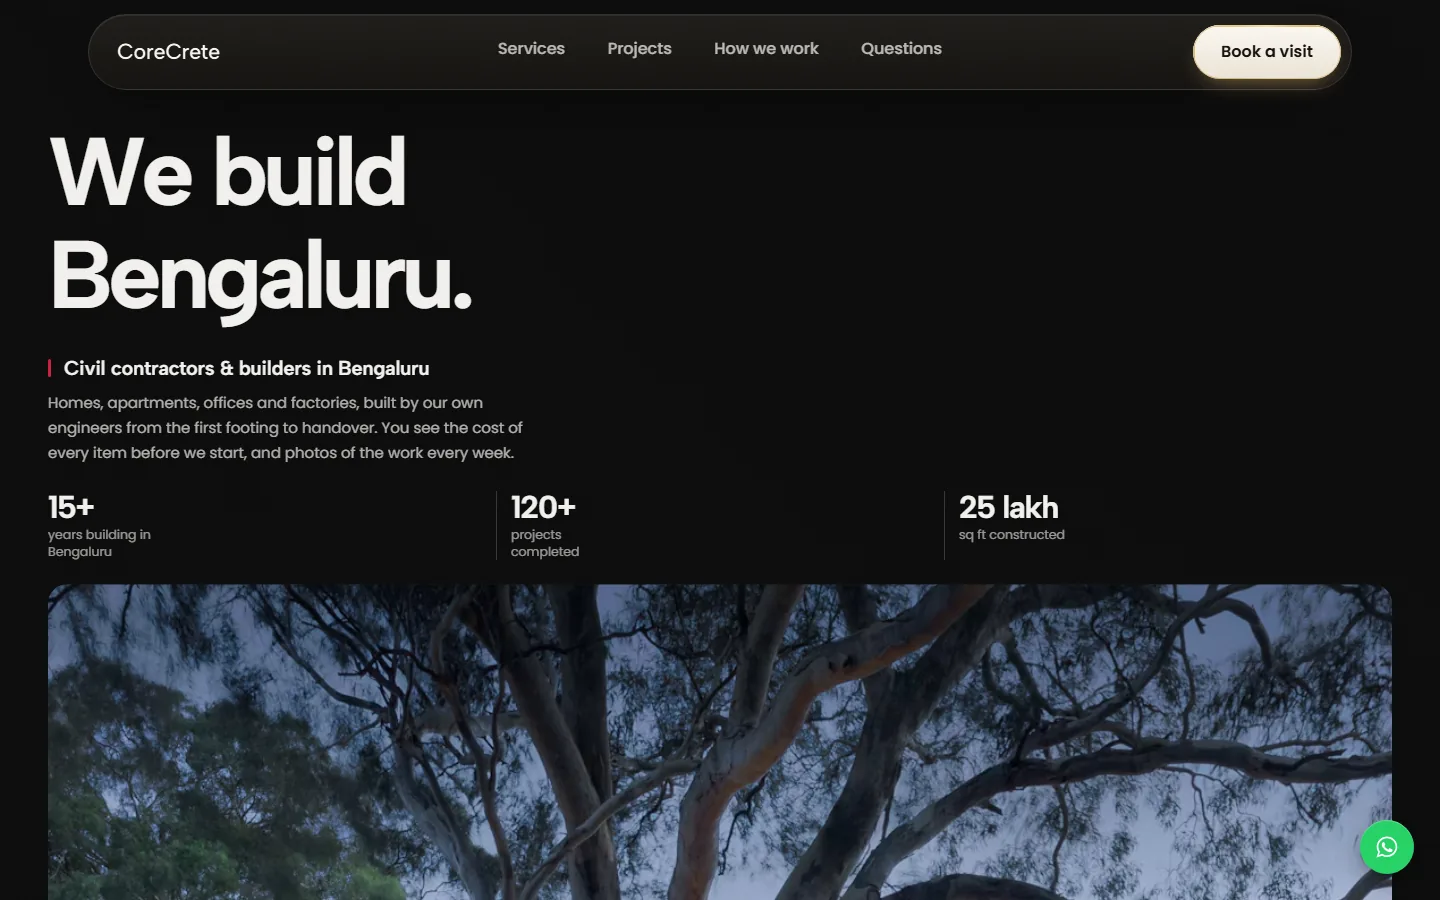 CoreCrete
Services
Projects
How we work
Questions
Book a visit
We build
Bengaluru.
Civil contractors & builders in Bengaluru
Homes, apartments, offices and factories, built by our own
engineers from the first footing to handover. You see the cost of
every item before we start, and photos of the work every week.
15+
years building in
Bengaluru
120+
projects
completed
25 lakh
sq ft constructed